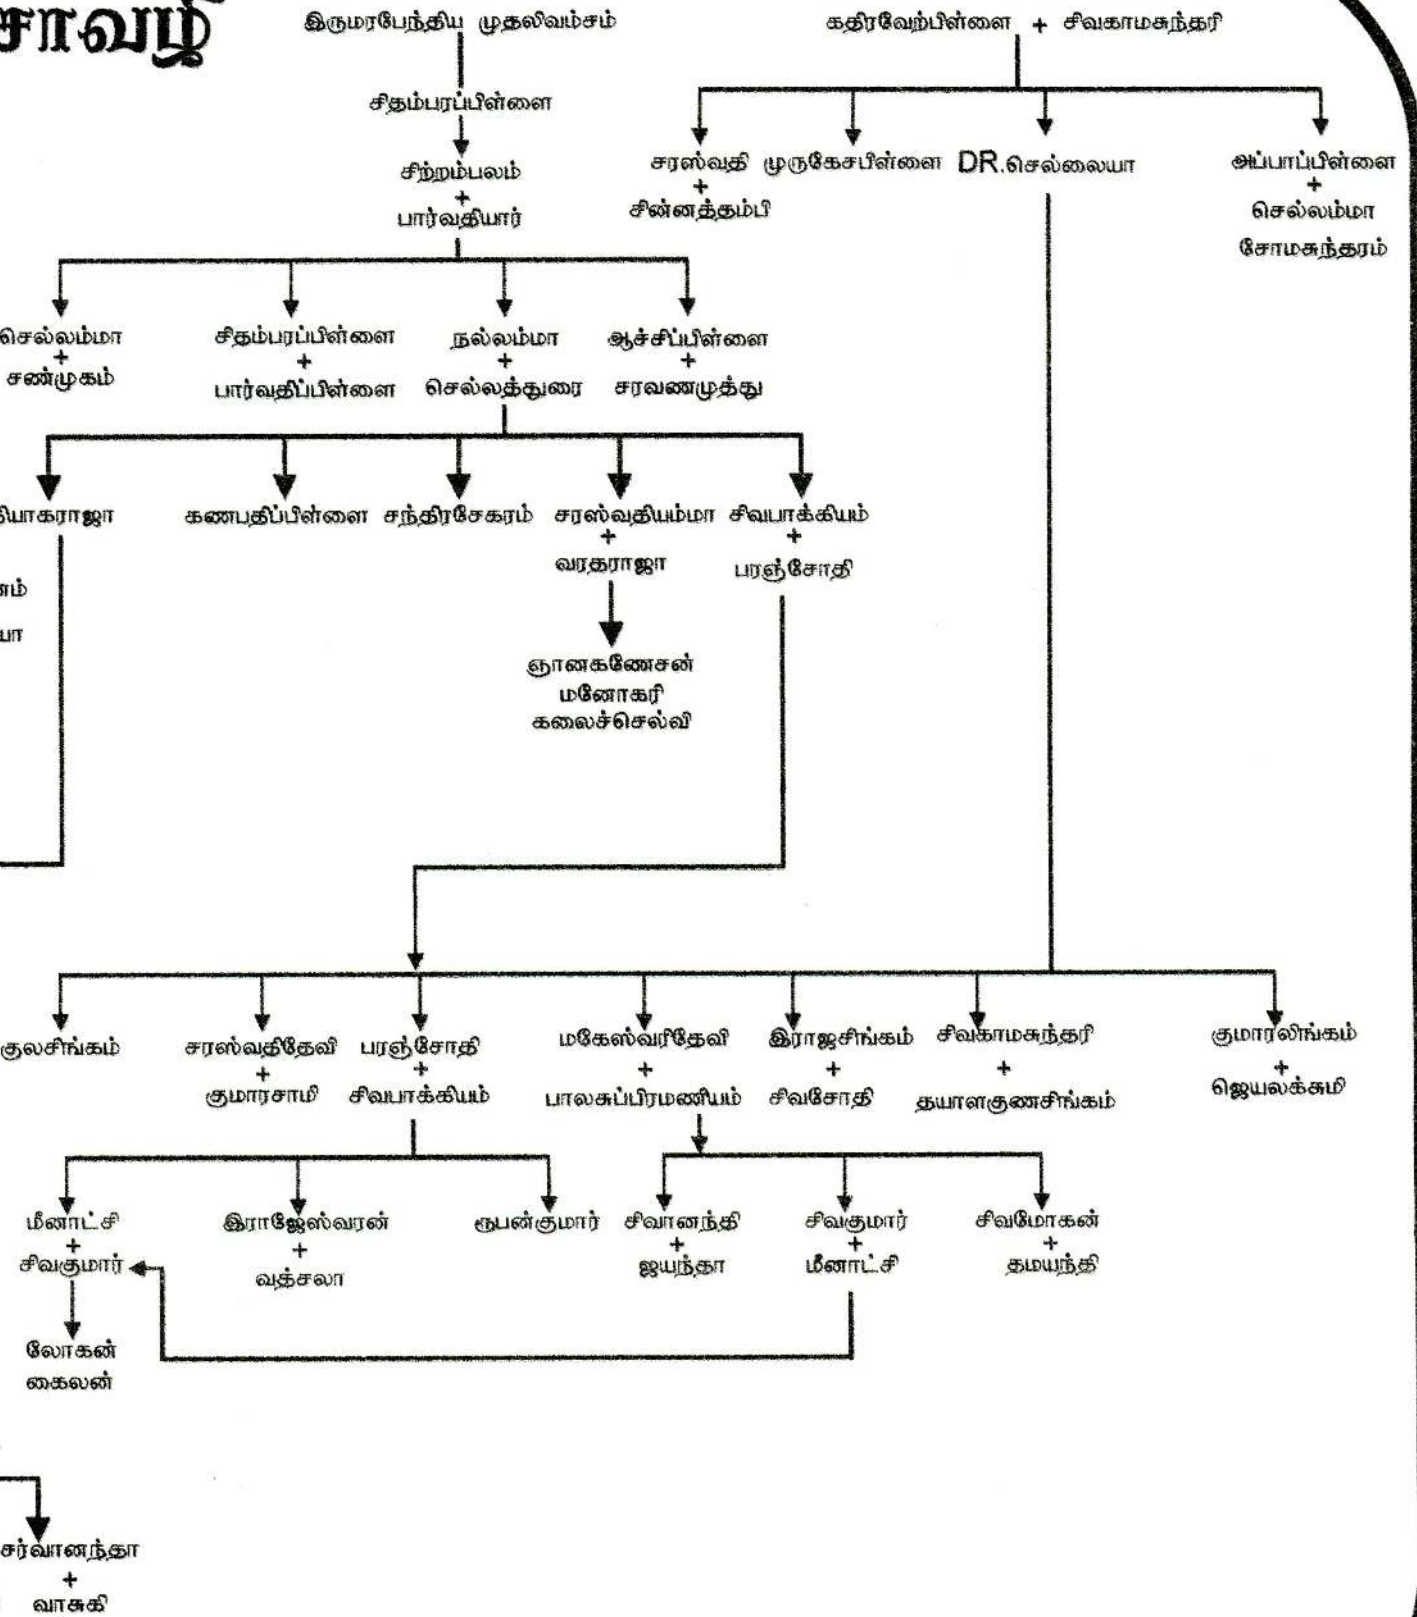 சாவழி
இருமரபேந்திய முதலிவம்சம்
கதிரவேற்பிள்ளை + சிவகாமசுந்தரி
சிதம்பரப்பிள்ளை
சிற்றம்பலம்
+
பார்வதியார்
சரஸ்வதி முருகேசபிள்ளை DR.செல்லையா அப்பாப்பிள்ளை
+ +
சின்னத்தம்பி செல்லம்மா
சோமசுந்தரம்
செல்லம்மா சிதம்பரப்பிள்ளை நல்லம்மா ஆச்சிப்பிள்ளை
+ + + +
சண்முகம் பார்வதிப்பிள்ளை செல்லத்துரை சரவணமுத்து
தியாகராஜா கணபதிப்பிள்ளை சந்திரசேகரம் சரஸ்வதியம்மா சிவபாக்கியம்
+ +
வரதராஜா பரஞ்சோதி
ஞானகணேசன்
மனோகரி
கலைச்செல்வி
குலசிங்கம் சரஸ்வதிதேவி பரஞ்சோதி மகேஸ்வரிதேவி இராஜசிங்கம் சிவகாமசுந்தரி குமாரலிங்கம்
+ + + + + +
குமாரசாமி சிவபாக்கியம் பாலசுப்பிரமணியம் சிவசோதி தயாளகுணசிங்கம் ஜெயலக்சுமி
மீனாட்சி இராஜேஸ்வரன் ரூபன்குமார் சிவானந்தி சிவகுமார் சிவமோகன்
+ + + + +
சிவகுமார் வத்சலா ஜயந்தா மீனாட்சி தமயந்தி
லோகன்
கைலன்
சர்வானந்தா
+
வாசுகி